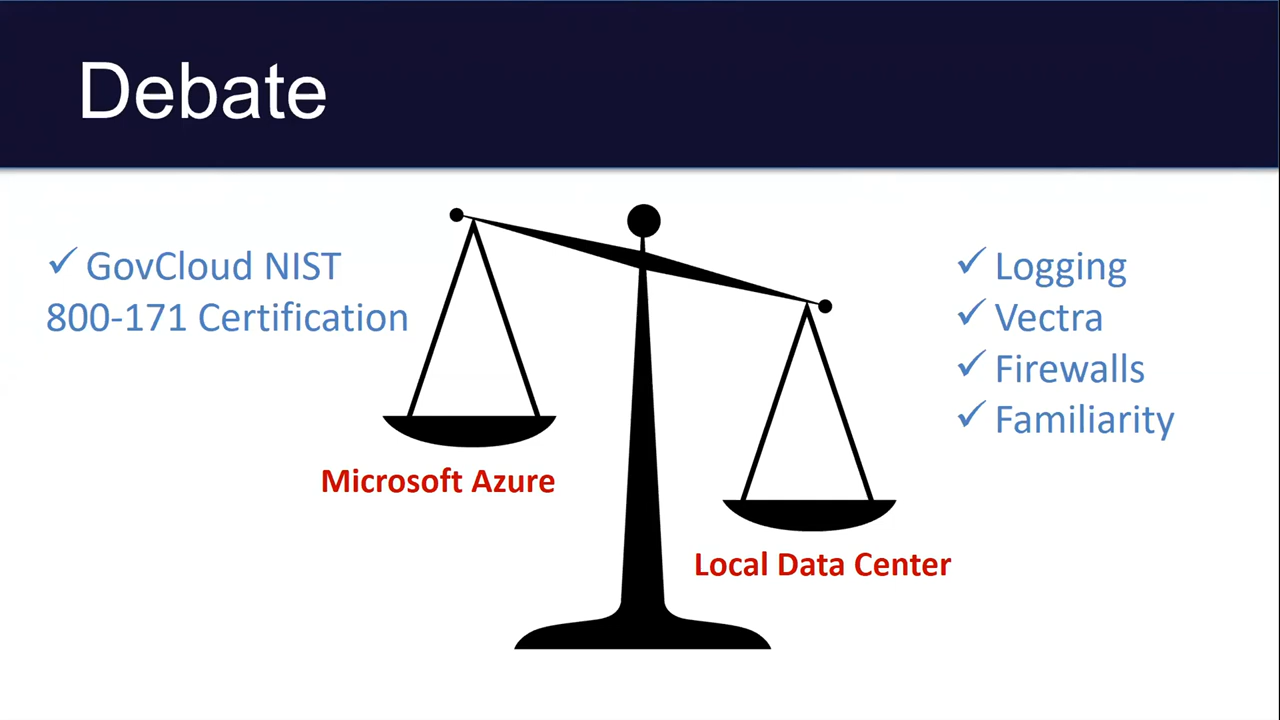 Debate
✓ GovCloud NIST
800-171 Certification
Microsoft Azure
✓ Logging
✓ Vectra
✓ Firewalls
✓ Familiarity
Local Data Center